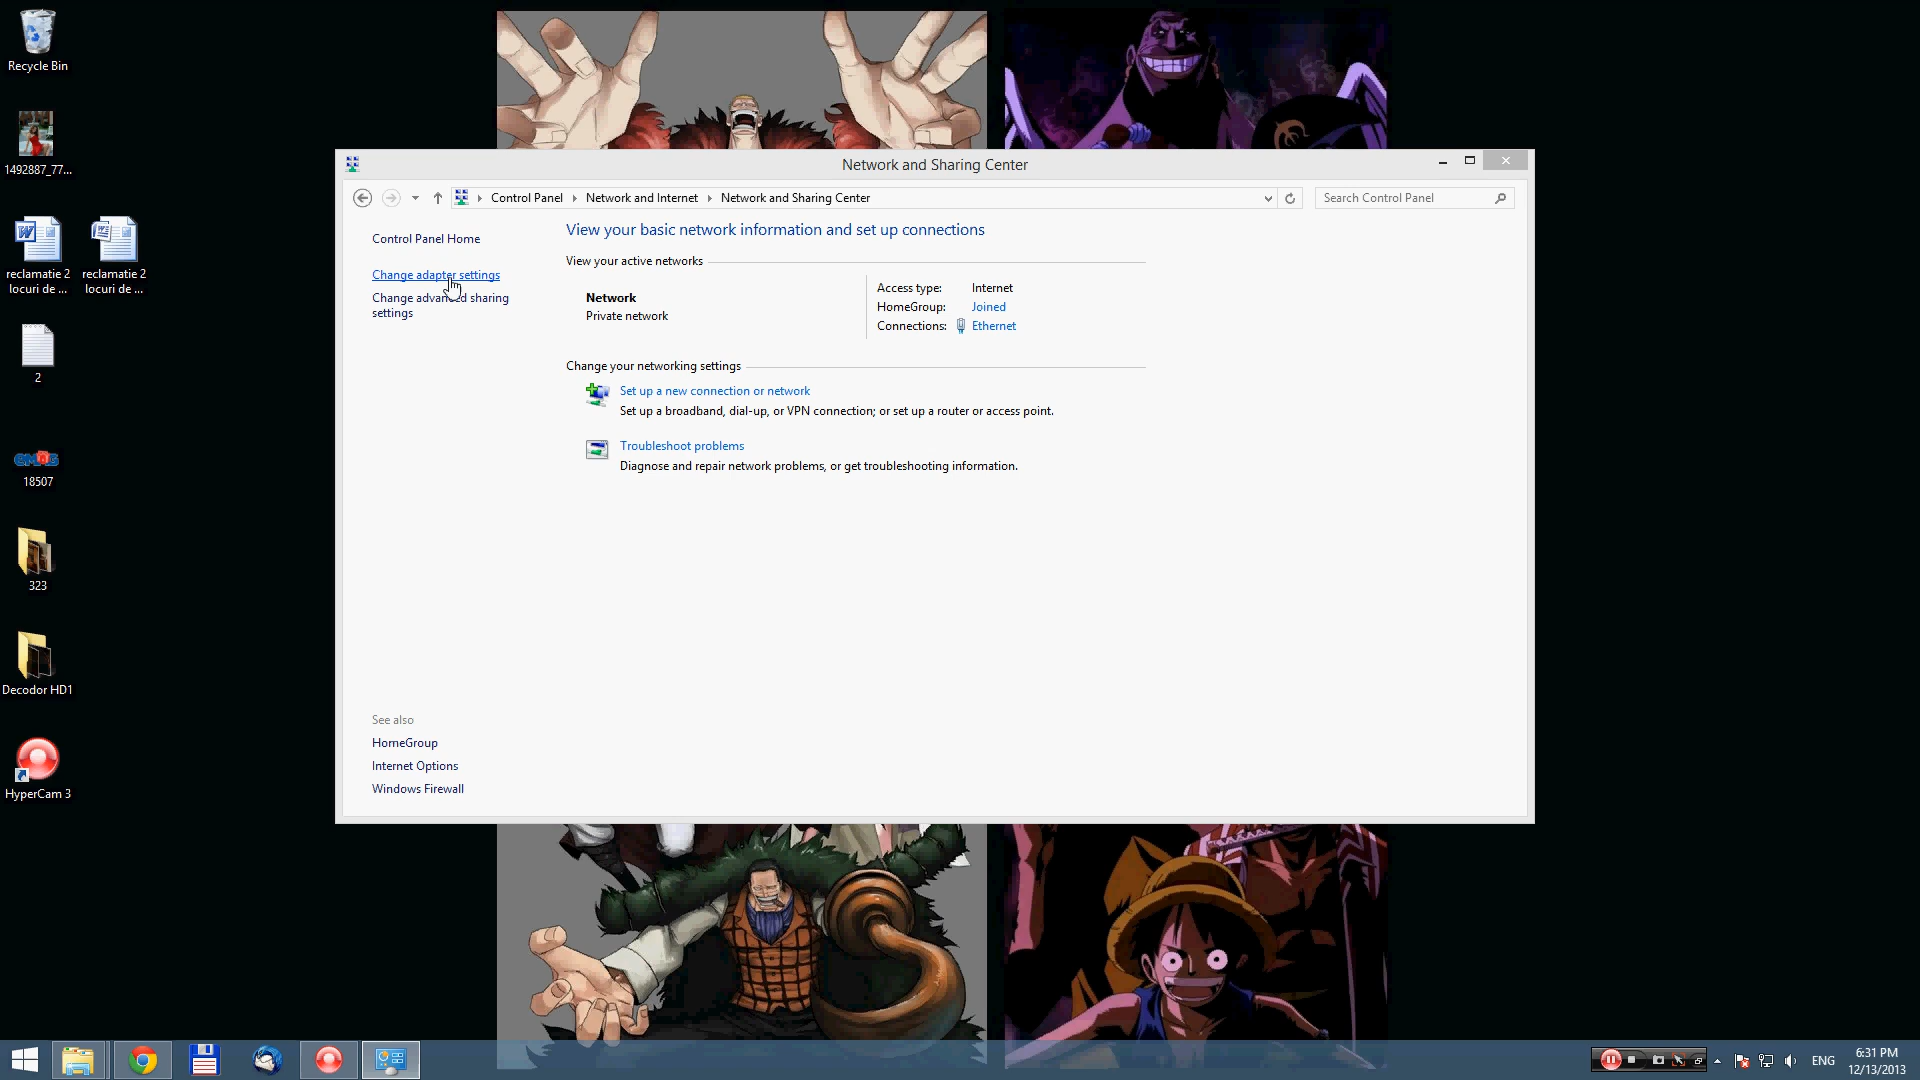 Recycle Bin
1492887_77...
reclamatie 2
locuri de ...
reclamatie 2
locuri de ...
2
18507
323
Decodor HD1
HyperCam 3
Network and Sharing Center
Control Panel
Network and Internet
Network and Sharing Center
Search Control Panel
Control Panel Home
Change adapter settings
Change advanced sharing
settings
View your basic network information and set up connections
View your active networks
Network
Private network
Access type: Internet
HomeGroup: Joined
Connections: Ethernet
Change your networking settings
Set up a new connection or network
Set up a broadband, dial-up, or VPN connection; or set up a router or access point.
Troubleshoot problems
Diagnose and repair network problems, or get troubleshooting information.
See also
HomeGroup
Internet Options
Windows Firewall
ENG
6:31 PM
12/13/2013